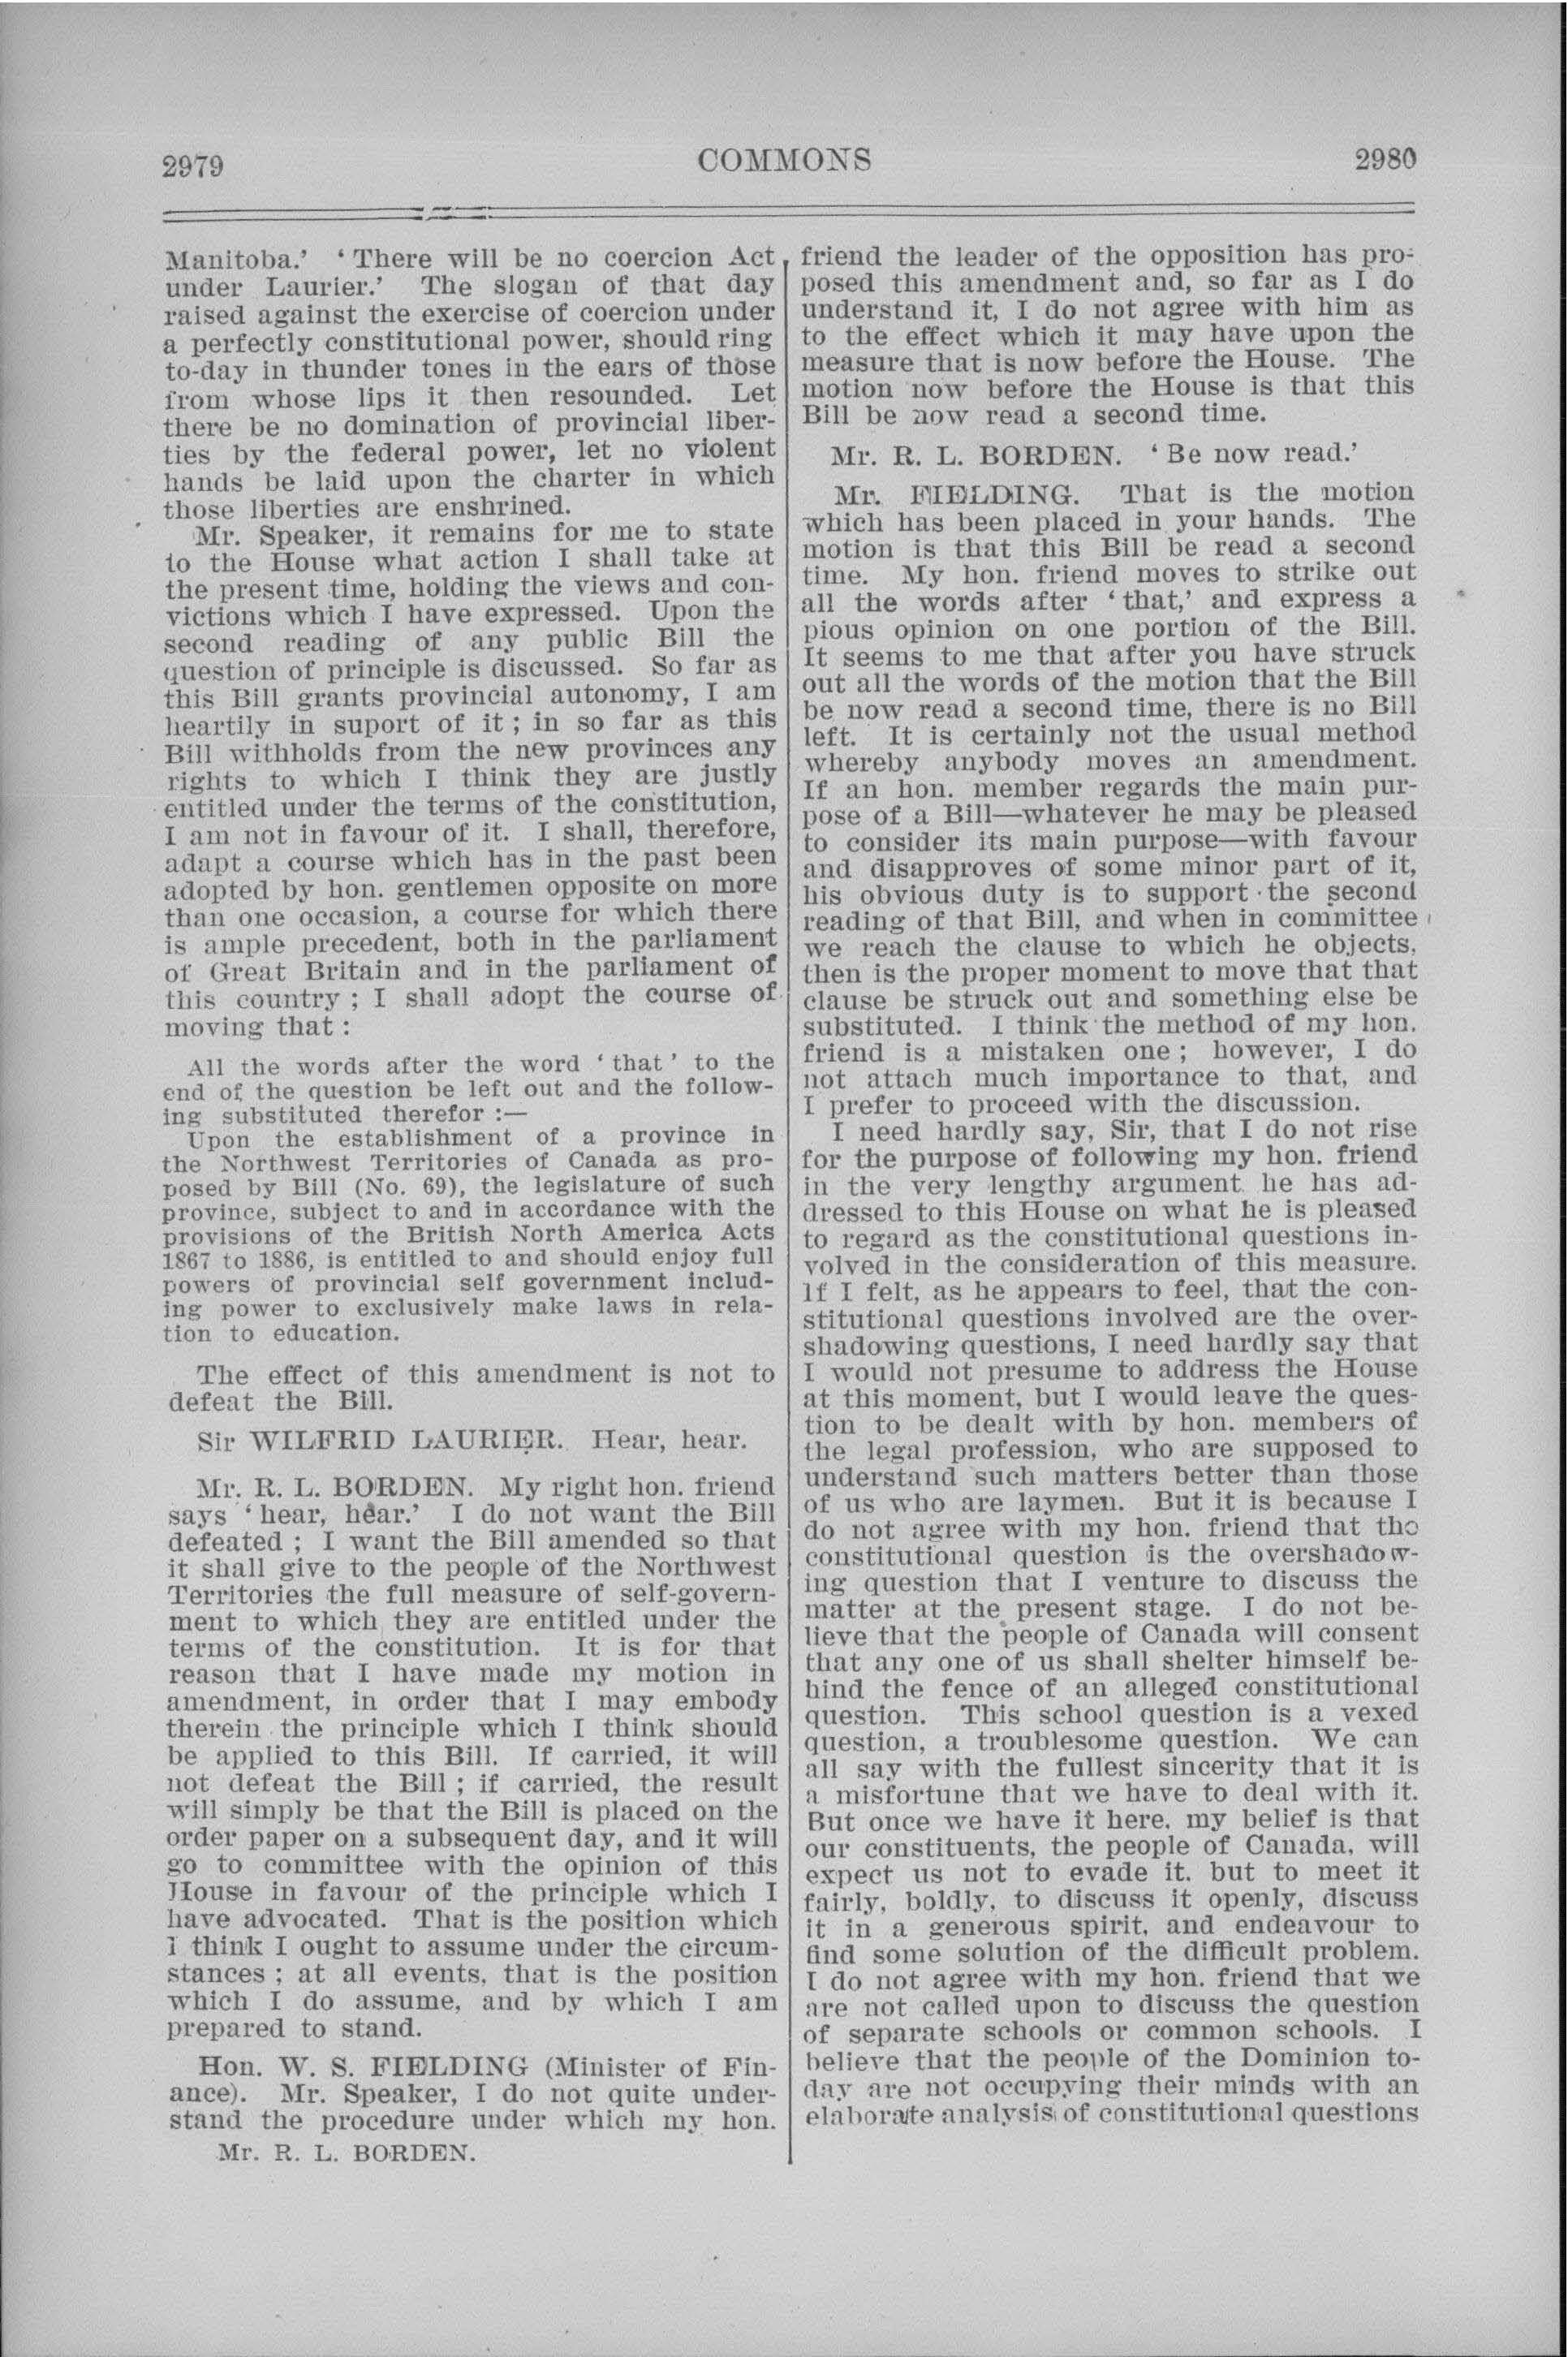 2979
COMMONS
2980
Manitoba.' 'There will be no coercion Act
under Laurier.' The slogan of that day
raised against the exercise of coercion under
a perfectly constitutional power, should ring
to-day in thunder tones in the ears of those
from whose lips it then resounded. Let
there be no domination of provincial liber-
ties by the federal power, let no violent
hands be laid upon the charter in which
those liberties are enshrined.
Mr. Speaker, it remains for me to state
to the House what action I shall take at
the present time, holding the views and con-
victions which I have expressed. Upon the
second reading of any public Bill the
question of principle is discussed. So far as
this Bill grants provincial autonomy, I am
heartily in suport of it; in so far as this
Bill withholds from the new provinces any
rights to which I think they are justly
entitled under the terms of the constitution,
I am not in favour of it. I shall, therefore,
adapt a course which has in the past been
adopted by hon. gentlemen opposite on more
than one occasion, a course for which there
is ample precedent, both in the parliament
of Great Britain and in the parliament of
this country; I shall adopt the course of
moving that:
All the words after the word 'that' to the
end of the question be left out and the follow-
ing substituted therefor:—
Upon the establishment of a province in
the Northwest Territories of Canada as pro-
posed by Bill (No. 69), the legislature of such
province, subject to and in accordance with the
provisions of the British North America Acts
1867 to 1886, is entitled to and should enjoy full
powers of provincial self government includ-
ing power to exclusively make laws in rela-
tion to education.
The effect of this amendment is not to
defeat the Bill.
Sir WILFRID LAURIER. Hear, hear.
Mr. R. L. BORDEN. My right hon. friend
says 'hear, hear.' I do not want the Bill
defeated; I want the Bill amended so that
it shall give to the people of the Northwest
Territories the full measure of self-govern-
ment to which they are entitled under the
terms of the constitution. It is for that
reason that I have made my motion in
amendment, in order that I may embody
therein the principle which I think should
be applied to this Bill. If carried, it will
not defeat the Bill; if carried, the result
will simply be that the Bill is placed on the
order paper on a subsequent day, and it will
go to committee with the opinion of this
House in favour of the principle which I
have advocated. That is the position which
I think I ought to assume under the circum-
stances; at all events, that is the position
which I do assume, and by which I am
prepared to stand.
Hon. W. S. FIELDING (Minister of Fin-
ance). Mr. Speaker, I do not quite under-
stand the procedure under which my hon.
Mr. R. L. BORDEN.
friend the leader of the opposition has pro-
posed this amendment and, so far as I do
understand it, I do not agree with him as
to the effect which it may have upon the
measure that is now before the House. The
motion now before the House is that this
Bill be now read a second time.
Mr. R. L. BORDEN. 'Be now read.'
Mr. FIELDING. That is the motion
which has been placed in your hands. The
motion is that this Bill be read a second
time. My hon. friend moves to strike out
all the words after 'that,' and express a
pious opinion on one portion of the Bill.
It seems to me that after you have struck
out all the words of the motion that the Bill
be now read a second time, there is no Bill
left. It is certainly not the usual method
whereby anybody moves an amendment.
If an hon. member regards the main pur-
pose of a Bill—whatever he may be pleased
to consider its main purpose—with favour
and disapproves of some minor part of it,
his obvious duty is to support the second
reading of that Bill, and when in committee
we reach the clause to which he objects,
then is the proper moment to move that that
clause be struck out and something else be
substituted. I think the method of my hon.
friend is a mistaken one; however, I do
not attach much importance to that, and
I prefer to proceed with the discussion.
I need hardly say, Sir, that I do not rise
for the purpose of following my hon. friend
in the very lengthy argument he has ad-
dressed to this House on what he is pleased
to regard as the constitutional questions in-
volved in the consideration of this measure.
If I felt, as he appears to feel, that the con-
stitutional questions involved are the over-
shadowing questions, I need hardly say that
I would not presume to address the House
at this moment, but I would leave the ques-
tion to be dealt with by hon. members of
the legal profession, who are supposed to
understand such matters better than those
of us who are laymen. But it is because I
do not agree with my hon. friend that the
constitutional question is the overshadow-
ing question that I venture to discuss the
matter at the present stage. I do not be-
lieve that the people of Canada will consent
that any one of us shall shelter himself be-
hind the fence of an alleged constitutional
question. This school question is a vexed
question, a troublesome question. We can
all say with the fullest sincerity that it is
a misfortune that we have to deal with it.
But once we have it here, my belief is that
our constituents, the people of Canada, will
expect us not to evade it, but to meet it
fairly, boldly, to discuss it openly, discuss
it in a generous spirit, and endeavour to
find some solution of the difficult problem.
I do not agree with my hon. friend that we
are not called upon to discuss the question
of separate schools or common schools. I
believe that the people of the Dominion to-
day are not occupying their minds with an
elaborate analysis of constitutional questions